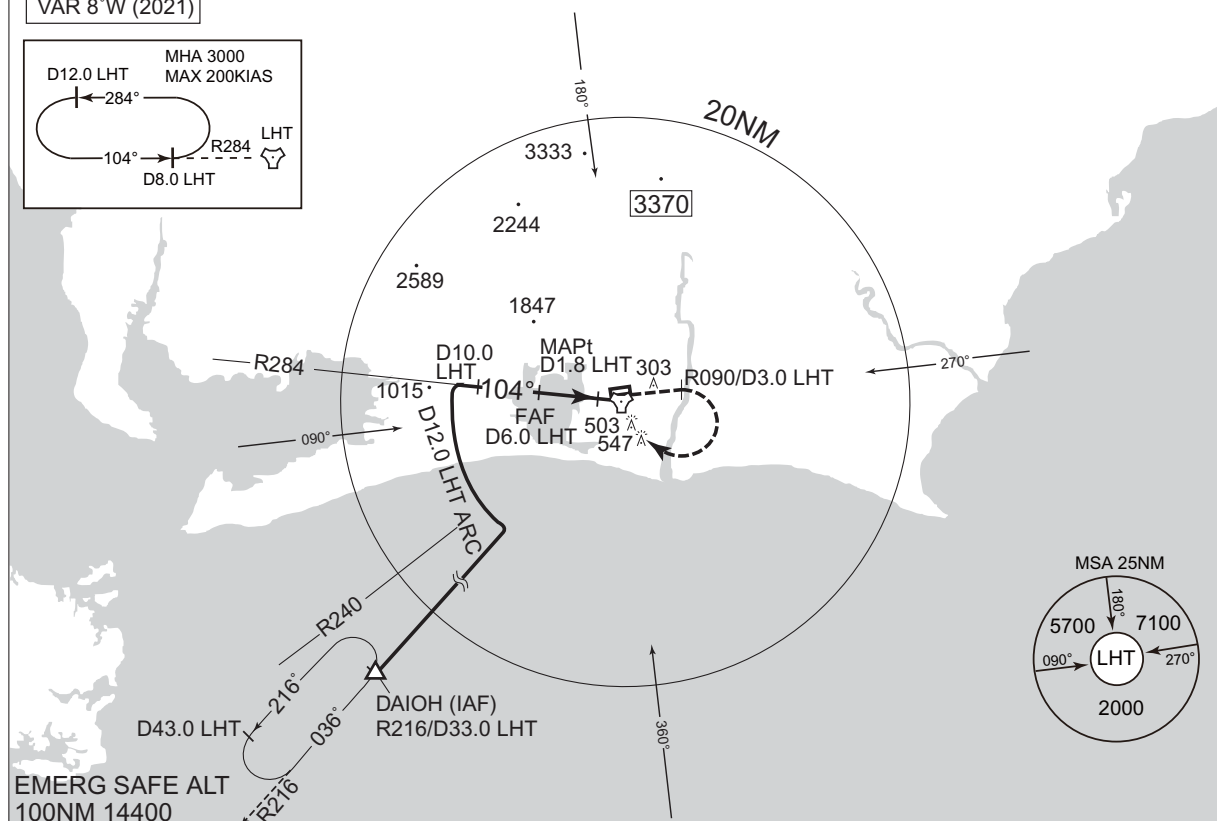 VAR 8°W (2021)
MHA 3000
MAX 200KIAS
D12.0 LHT
284°
LHT
R284
104°
D8.0 LHT
180°
20NM
3333
3370
2244
2589
1847
R284
D10.0
LHT
MAPt
D1.8 LHT
303
270°
R090/D3.0 LHT
1015
104°
FAF
D6.0 LHT
503
547
090°
D12.0 LHT ARC
R240
216°
036°
DAIOH (IAF)
R216/D33.0 LHT
D43.0 LHT
R216
360°
EMERG SAFE ALT
100NM 14400
MSA 25NM
180°
5700
7100
090°
LHT
270°
2000